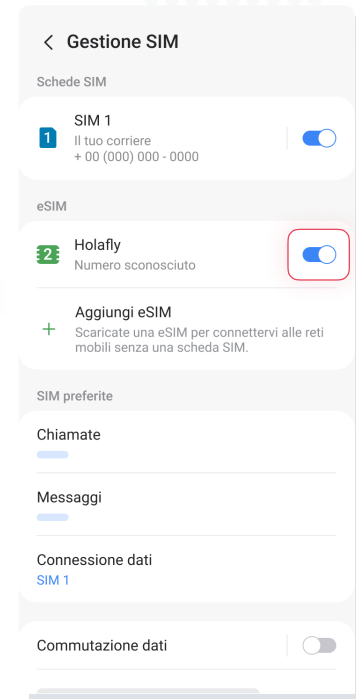 Gestione SIM
Schede SIM
1
SIM 1
Il tuo corriere
+ 00 (000) 000 - 0000
eSIM
2
Holafly
Numero sconosciuto
Aggiungi eSIM
Scaricate una eSIM per connettervi alle reti
mobili senza una scheda SIM.
SIM preferite
Chiamate
Messaggi
Connessione dati
SIM 1
Commutazione dati